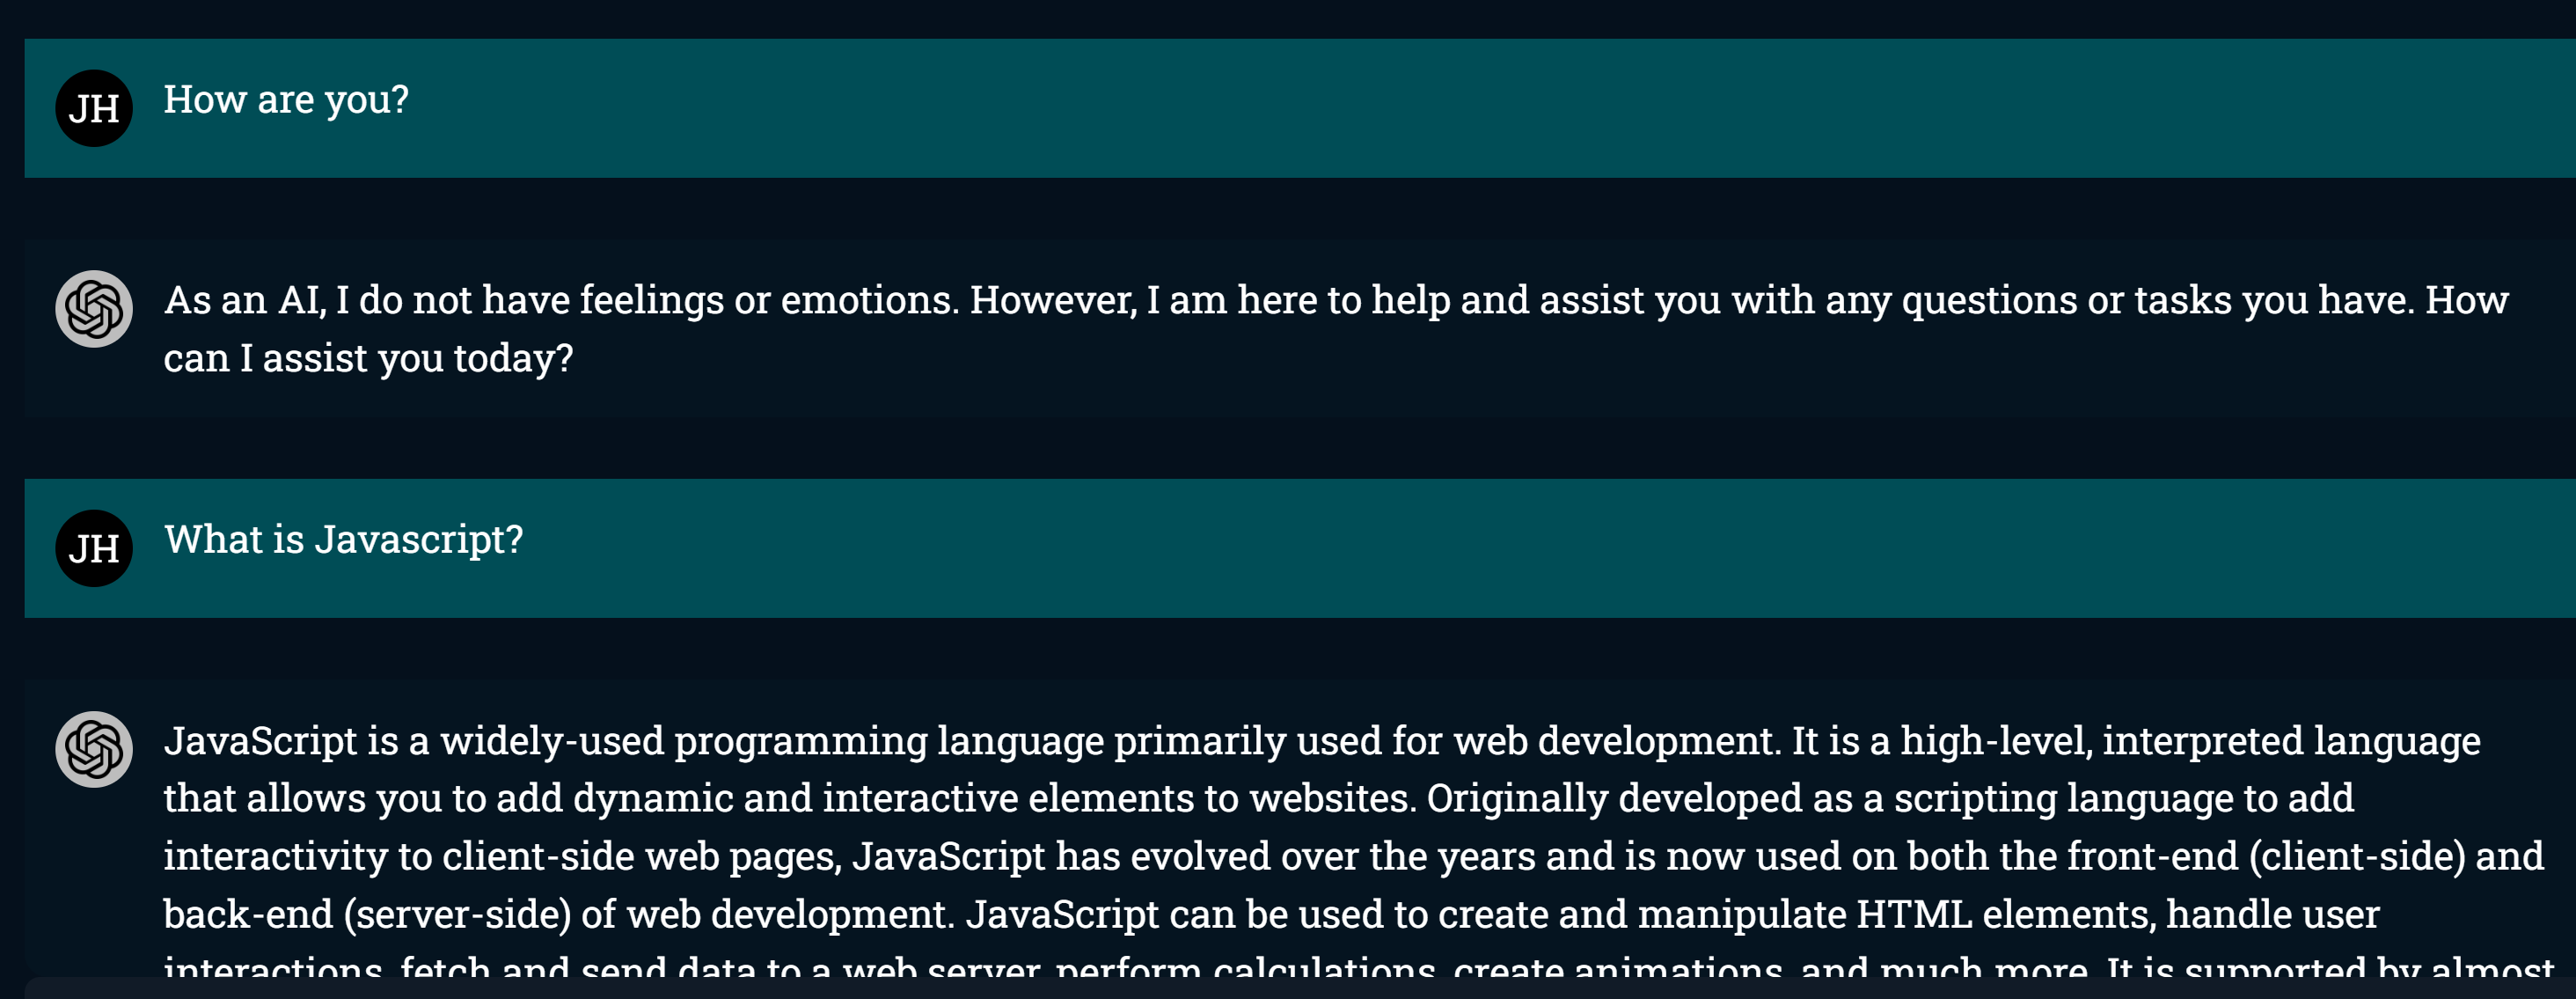 JH How are you?
As an AI, I do not have feelings or emotions. However, I am here to help and assist you with any questions or tasks you have. How
can I assist you today?
JH What is Javascript?
JavaScript is a widely-used programming language primarily used for web development. It is a high-level, interpreted language
that allows you to add dynamic and interactive elements to websites. Originally developed as a scripting language to add
interactivity to client-side web pages, JavaScript has evolved over the years and is now used on both the front-end (client-side) and
back-end (server-side) of web development. JavaScript can be used to create and manipulate HTML elements, handle user
interactions, fetch and send data to a web server, perform calculations, create animations, and much more. It is supported by almost